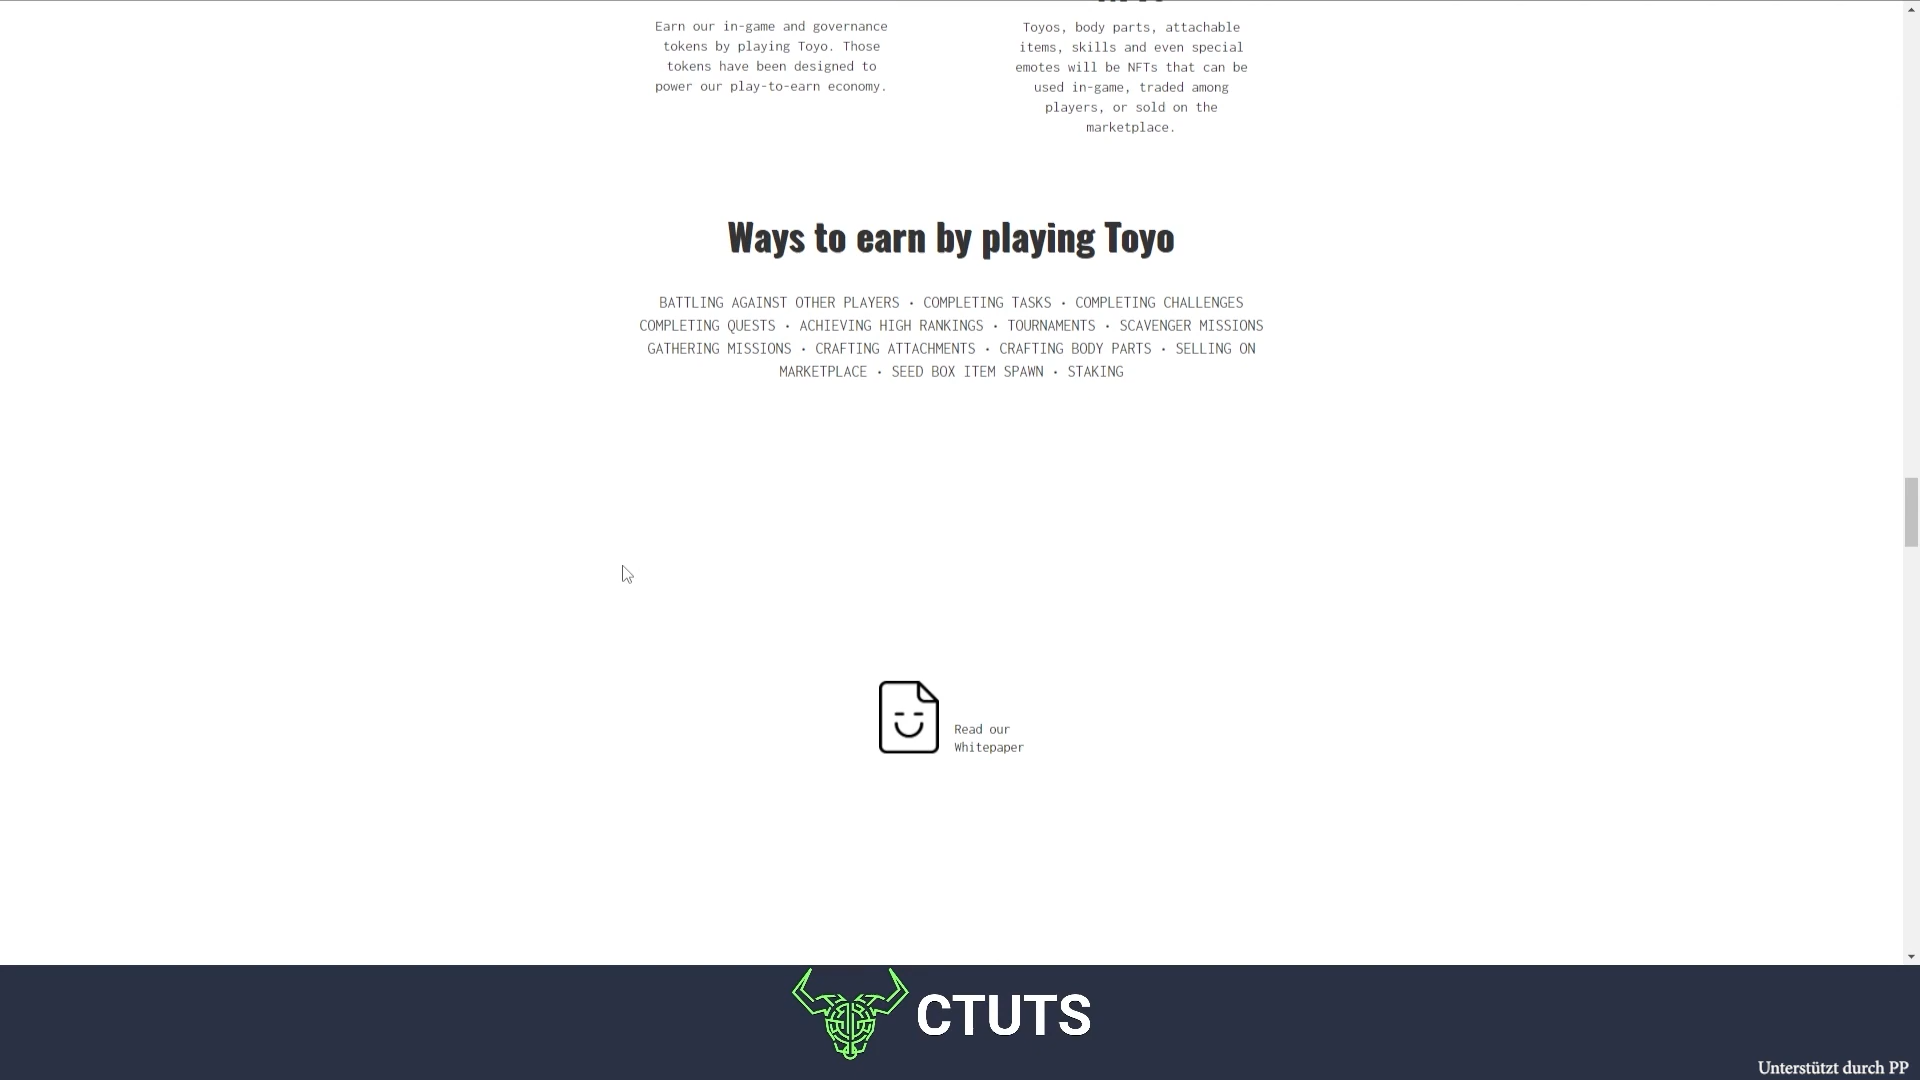 Earn our in-game and governance
tokens by playing Toyo. Those
tokens have been designed to
power our play-to-earn economy.
Toyos, body parts, attachable
items, skills and even special
emotes will be NFTs that can be
used in-game, traded among
players, or sold on the
marketplace.
Ways to earn by playing Toyo
BATTLING AGAINST OTHER PLAYERS • COMPLETING TASKS • COMPLETING CHALLENGES
COMPLETING QUESTS • ACHIEVING HIGH RANKINGS • TOURNAMENTS • SCAVENGER MISSIONS
GATHERING MISSIONS • CRAFTING ATTACHMENTS • CRAFTING BODY PARTS • SELLING ON
MARKETPLACE • SEED BOX ITEM SPAWN • STAKING
Read our
Whitepaper
CTUTS
Unterstützt durch PP